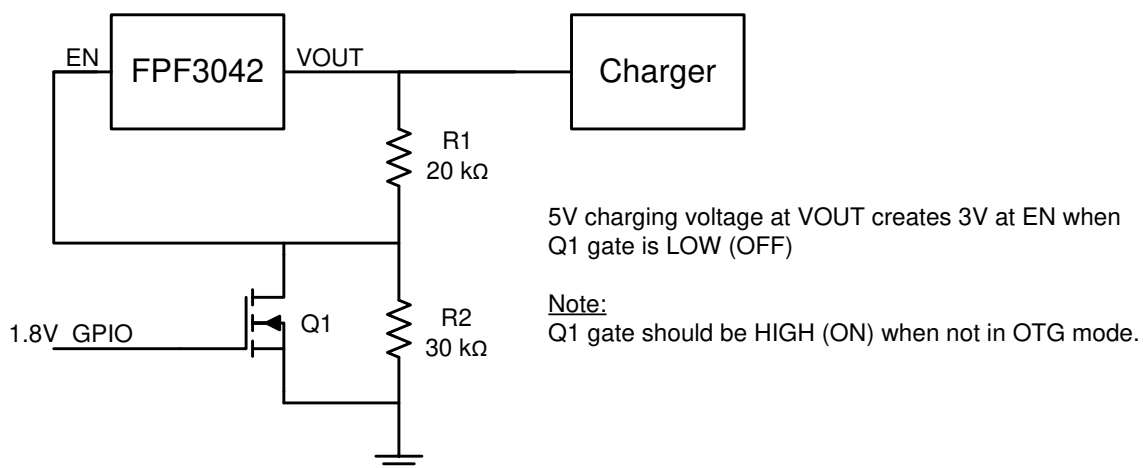 EN
FPF3042
VOUT
Charger
R1
20 kΩ
5V charging voltage at VOUT creates 3V at EN when
Q1 gate is LOW (OFF)
Note:
Q1 gate should be HIGH (ON) when not in OTG mode.
1.8V GPIO
Q1
R2
30 kΩ